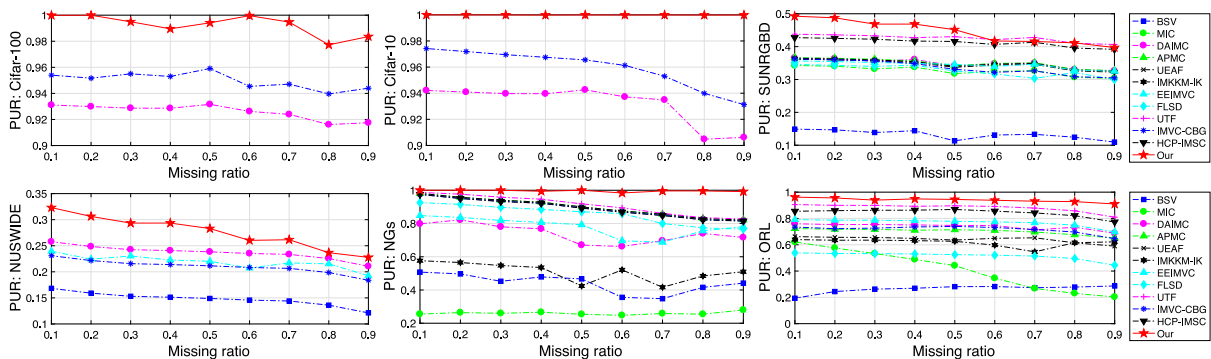 PUR: Cifar-100
1
0.98
0.96
0.94
0.92
0.9
0.1 0.2 0.3 0.4 0.5 0.6 0.7 0.8 0.9
Missing ratio
PUR: Cifar-10
1
0.98
0.96
0.94
0.92
0.9
0.1 0.2 0.3 0.4 0.5 0.6 0.7 0.8 0.9
Missing ratio
PUR: SUNRGBD
0.5
0.4
0.3
0.2
0.1
0
0.1 0.2 0.3 0.4 0.5 0.6 0.7 0.8 0.9
Missing ratio
BSV
MIC
DAIMC
APMC
UEAF
IMKKM-IK
EEIMVC
FLSD
UTF
IMVC-CBG
HCP-IMSC
Our
PUR: NUSWIDE
0.35
0.3
0.25
0.2
0.15
0.1
0.1 0.2 0.3 0.4 0.5 0.6 0.7 0.8 0.9
Missing ratio
PUR: NGs
1
0.8
0.6
0.4
0.2
0.1 0.2 0.3 0.4 0.5 0.6 0.7 0.8 0.9
Missing ratio
PUR: ORL
1
0.8
0.6
0.4
0.2
0
0.1 0.2 0.3 0.4 0.5 0.6 0.7 0.8 0.9
Missing ratio
BSV
MIC
DAIMC
APMC
UEAF
IMKKM-IK
EEIMVC
FLSD
UTF
IMVC-CBG
HCP-IMSC
Our